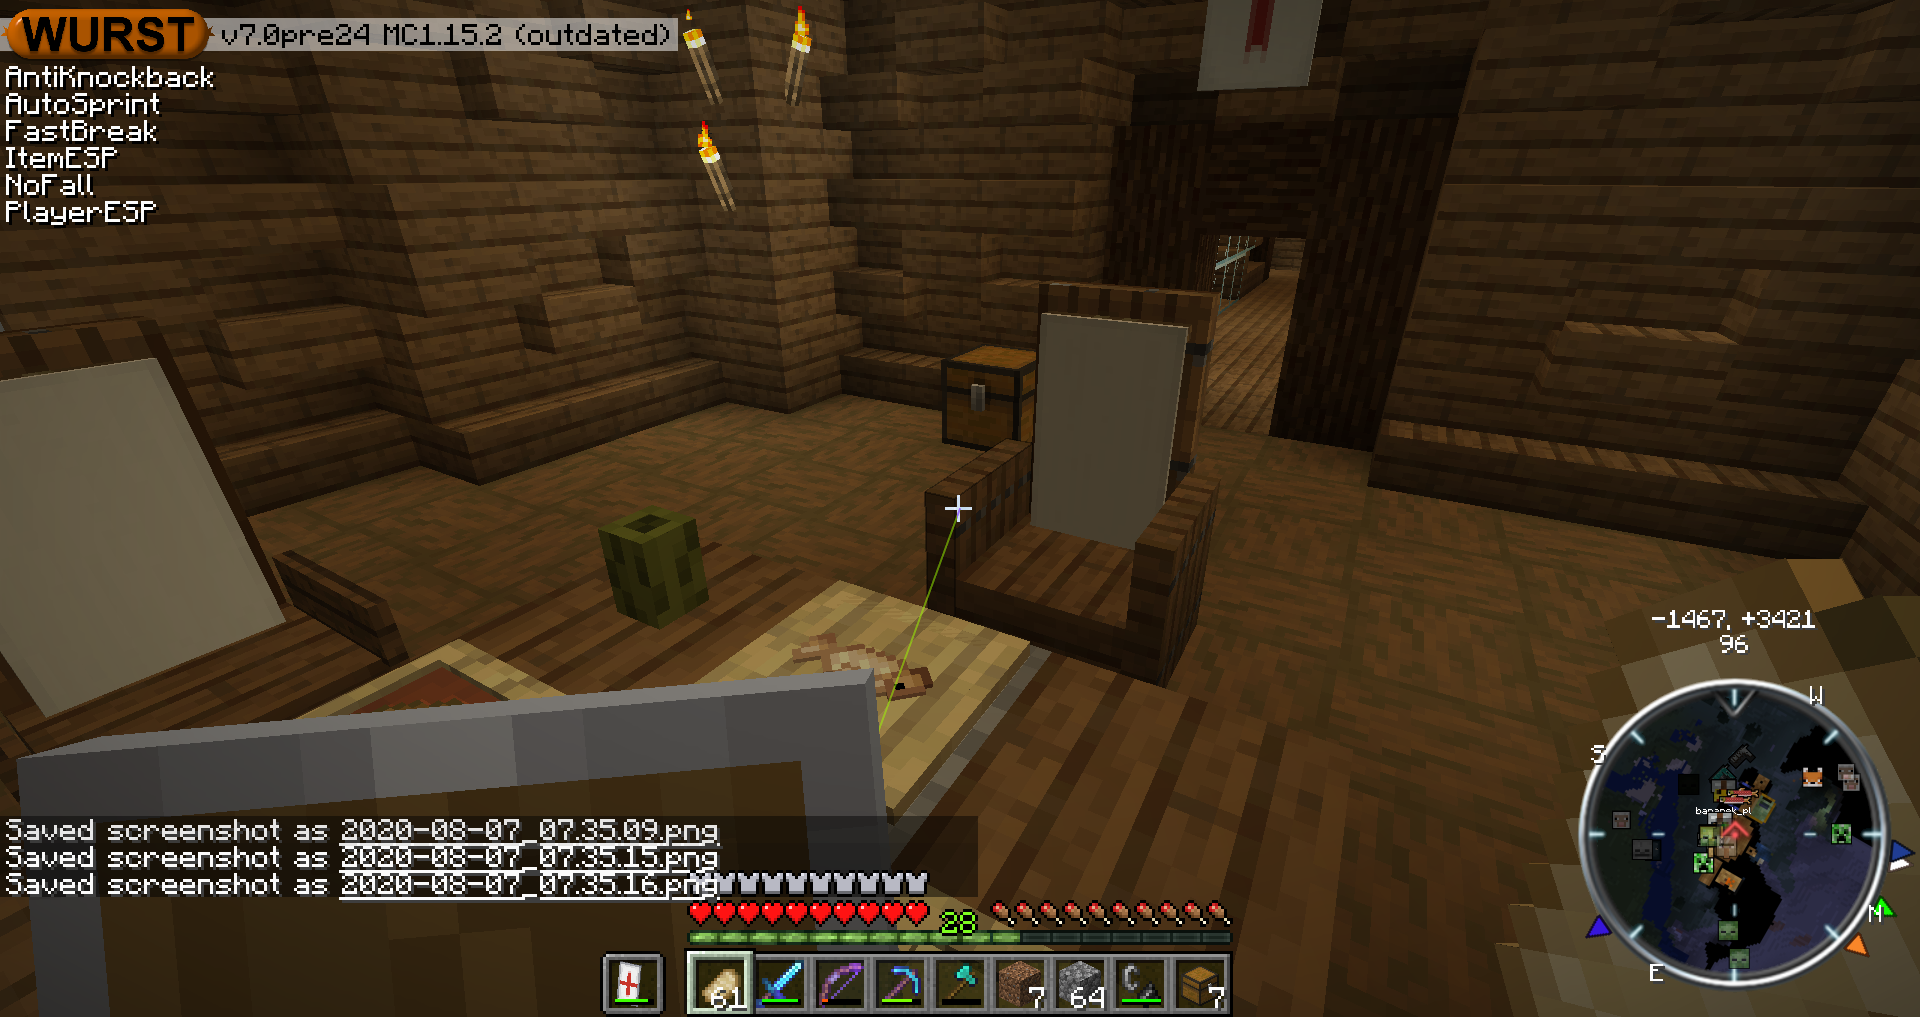 WURST v7.0pre24 MC1.15.2 (outdated)
AntiKnockback
AutoSprint
FastBreak
ItemESP
NoFall
PlayerESP
-1467, +3421
96
W
S
bananek_pl
N
E
Saved screenshot as 2020-08-07_07.35.09.png
Saved screenshot as 2020-08-07_07.35.15.png
Saved screenshot as 2020-08-07_07.35.16.png
28
61
7
64
7